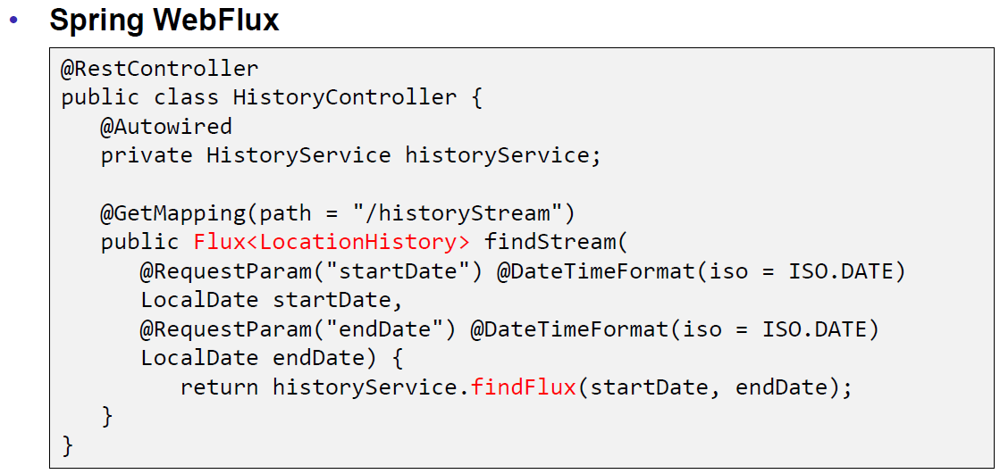 • Spring WebFlux
@RestController
public class HistoryController {
   @Autowired
   private HistoryService historyService;

   @GetMapping(path = "/historyStream")
   public Flux<LocationHistory> findStream(
      @RequestParam("startDate") @DateTimeFormat(iso = ISO.DATE)
      LocalDate startDate,
      @RequestParam("endDate") @DateTimeFormat(iso = ISO.DATE)
      LocalDate endDate) {
         return historyService.findFlux(startDate, endDate);
   }
}